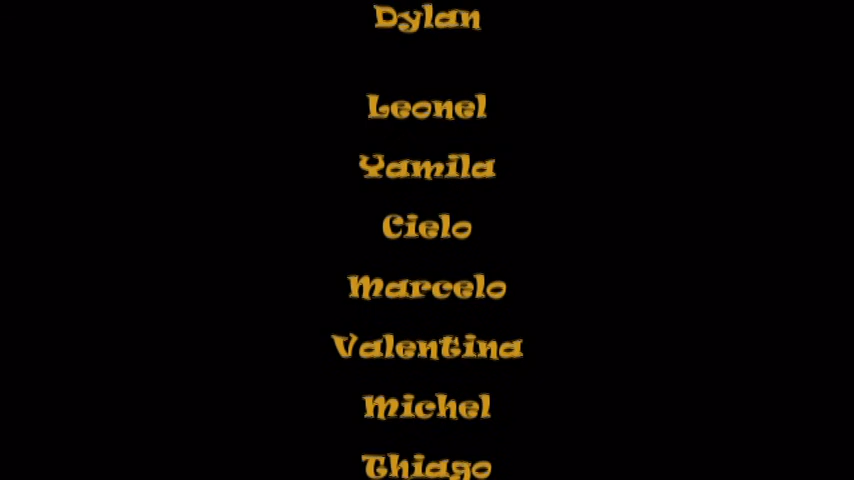 Dylan
Leonel
Yamila
Cielo
Marcelo
Valentina
Michel
Thiago